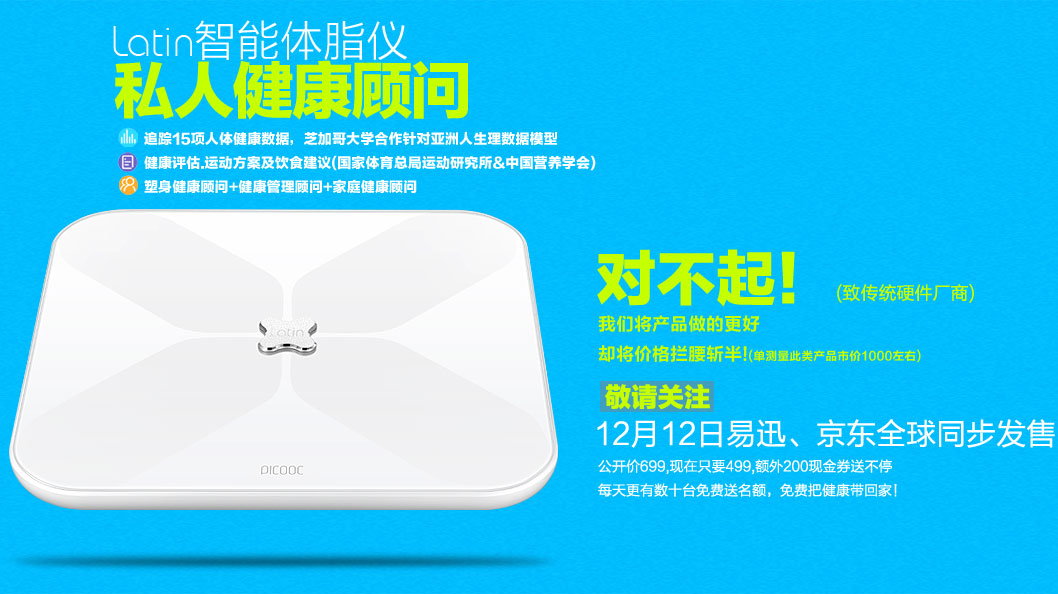 Latin智能体脂仪
私人健康顾问
追踪15项人体健康数据，芝加哥大学合作针对亚洲人生理数据模型
健康评估.运动方案及饮食建议(国家体育总局运动研究所&中国营养学会)
塑身健康顾问+健康管理顾问+家庭健康顾问
对不起!
(致传统硬件厂商)
我们将产品做的更好
却将价格拦腰斩半!(单测量此类产品市价1000左右)
敬请关注
12月12日易迅、京东全球同步发售
公开价699,现在只要499,额外200现金券送不停
每天更有数十台免费送名额，免费把健康带回家!
Latin
PICOOC